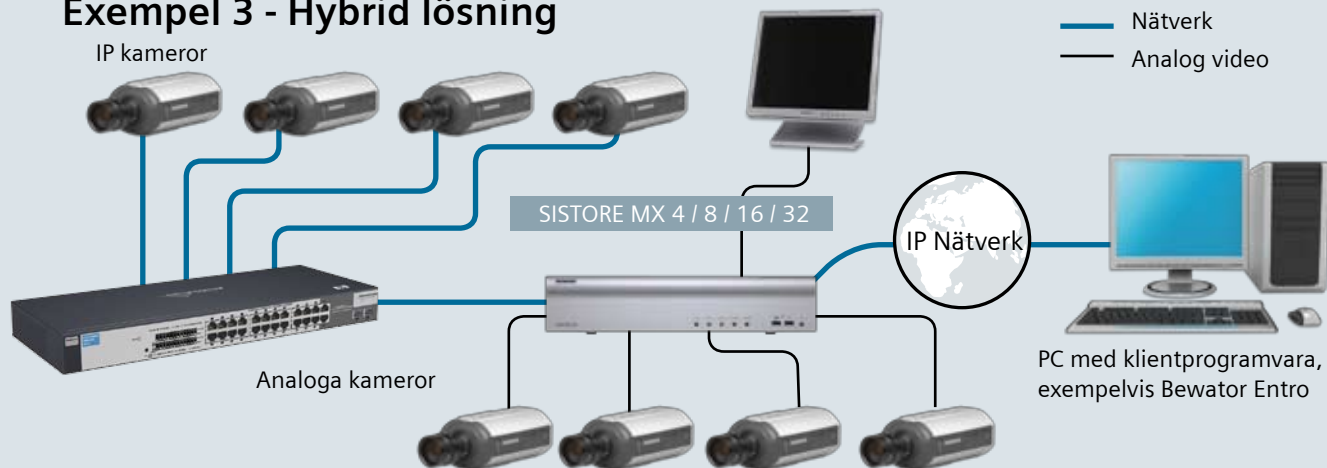 Exempel 3 - Hybrid lösning
IP kameror
Nätverk
Analog video
SISTORE MX 4 / 8 / 16 / 32
IP Nätverk
Analoga kameror
PC med klientprogramvara,
exempelvis Bewator Entro